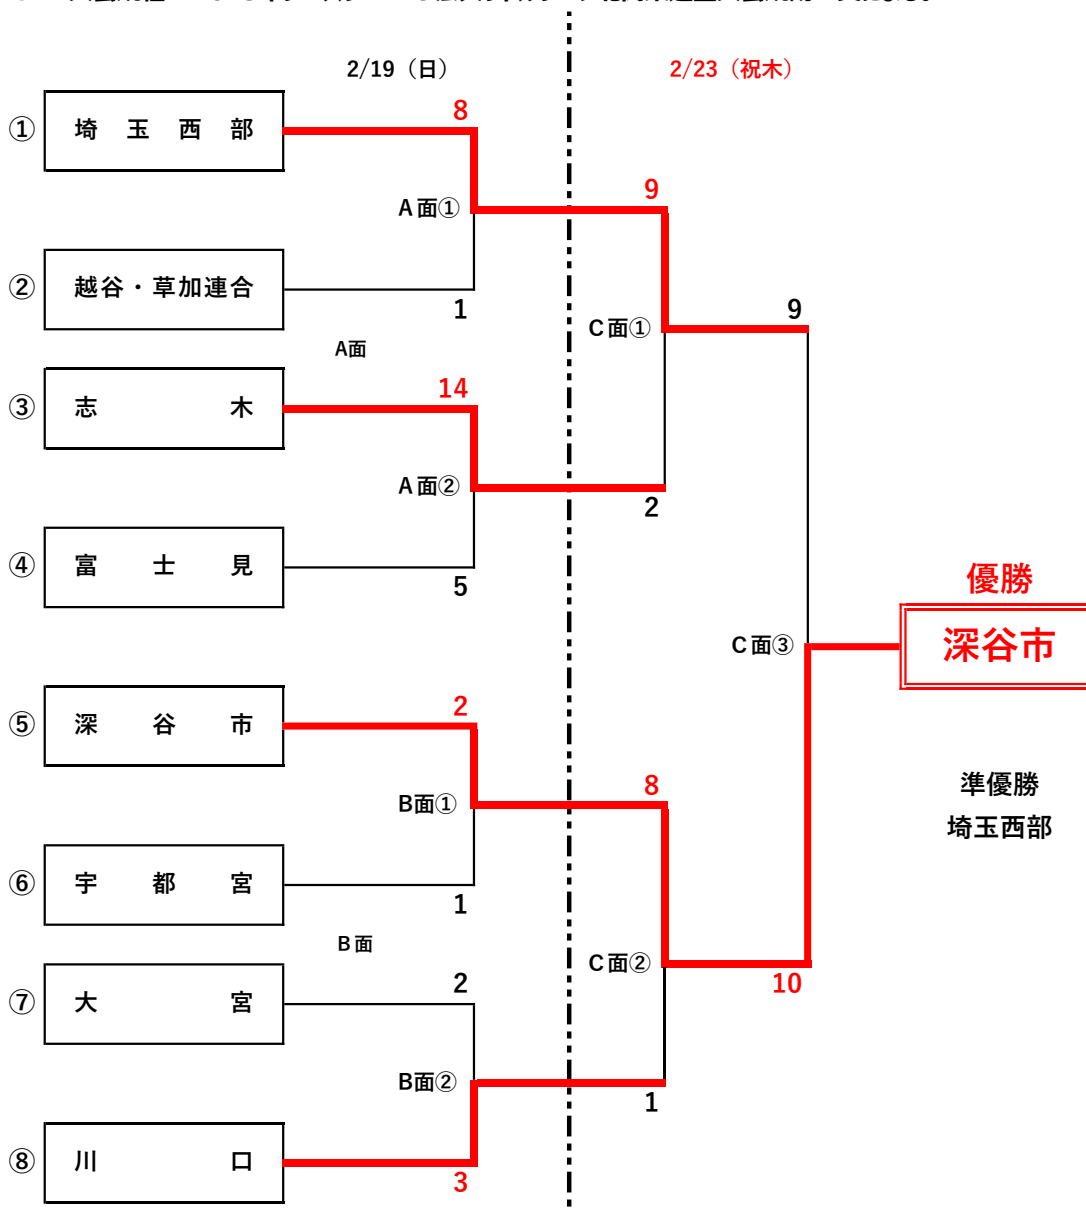 2/19（日）
2/23（祝木）
8
① 埼玉西部
9
A面①
② 越谷・草加連合
1
9
C面①
A面
14
③ 志木
A面②
2
④ 富士見
5
優勝
C面③
深谷市
2
⑤ 深谷市
8
準優勝
B面①
埼玉西部
⑥ 宇都宮
1
B面
C面②
2
10
⑦ 大宮
B面②
1
⑧ 川口
3